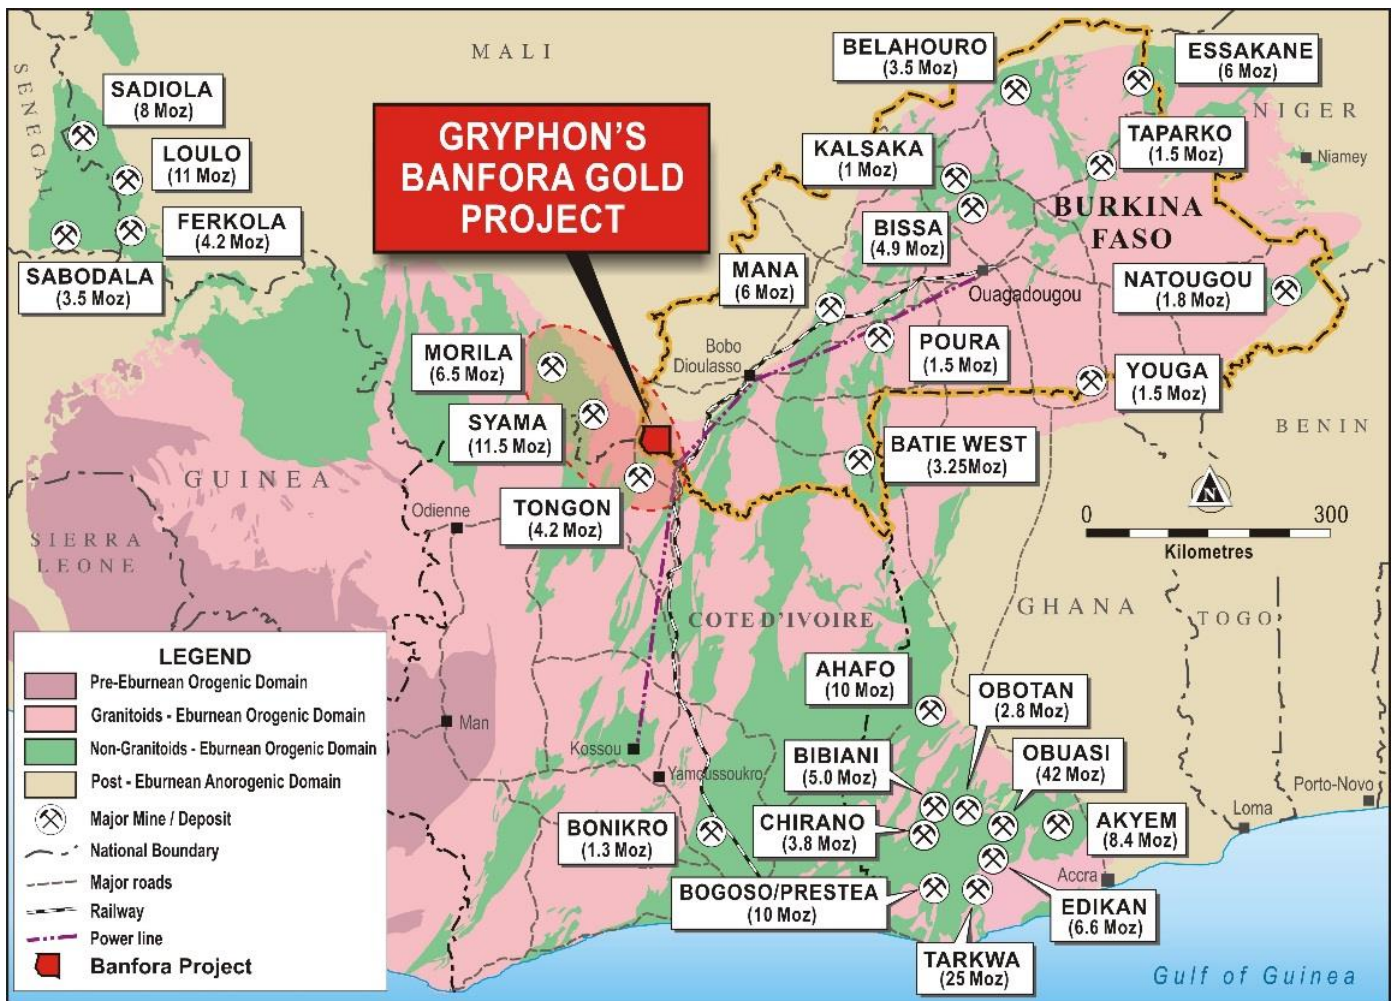 MALI
SENEGAL
SADIOLA
(8 Moz)
LOULO
(11 Moz)
FERKOLA
(4.2 Moz)
SABODALA
(3.5 Moz)
GRYPHON'S
BANFORA GOLD
PROJECT
BELAHOURO
(3.5 Moz)
ESSAKANE
(6 Moz)
NIGER
Niamey
KALSAKA
(1 Moz)
TAPARKO
(1.5 Moz)
BURKINA
FASO
BISSA
(4.9 Moz)
MANA
(6 Moz)
Ouagadougou
NATOUGOU
(1.8 Moz)
Bobo
Dioulasso
POURA
(1.5 Moz)
YOUGA
(1.5 Moz)
MORILA
(6.5 Moz)
SYAMA
(11.5 Moz)
TONGON
(4.2 Moz)
BATIE WEST
(3.25Moz)
BENIN
N
0 300
Kilometres
GUINEA
Odienne
SIERRA
LEONE
COTE D'IVOIRE
GHANA
TOGO
LEGEND
Pre-Eburnean Orogenic Domain
Granitoids - Eburnean Orogenic Domain
Non-Granitoids - Eburnean Orogenic Domain
Post - Eburnean Anorogenic Domain
Major Mine / Deposit
National Boundary
Major roads
Railway
Power line
Banfora Project
Man
Kossou
Yamoussoukro
AHAFO
(10 Moz)
OBOTAN
(2.8 Moz)
BIBIANI
(5.0 Moz)
OBUASI
(42 Moz)
CHIRANO
(3.8 Moz)
AKYEM
(8.4 Moz)
BONIKRO
(1.3 Moz)
BOGOSO/PRESTEA
(10 Moz)
EDIKAN
(6.6 Moz)
TARKWA
(25 Moz)
Accra
Loma
Porto-Novo
Gulf of Guinea